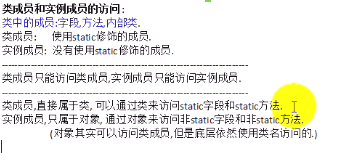 类成员和实例成员的访问:
类中的成员:字段,方法,内部类.
类成员: 使用static修饰的成员.
实例成员: 没有使用static修饰的成员.
----------------------------------------------------
类成员只能访问类成员,实例成员只能访问实例成员.
----------------------------------------------------
类成员,直接属于类, 可以通过类来访问static字段和static方法.
实例成员,只属于对象, 通过对象来访问非static字段和非static方法.
(对象其实可以访问类成员,但是底层依然使用类名访问的.)